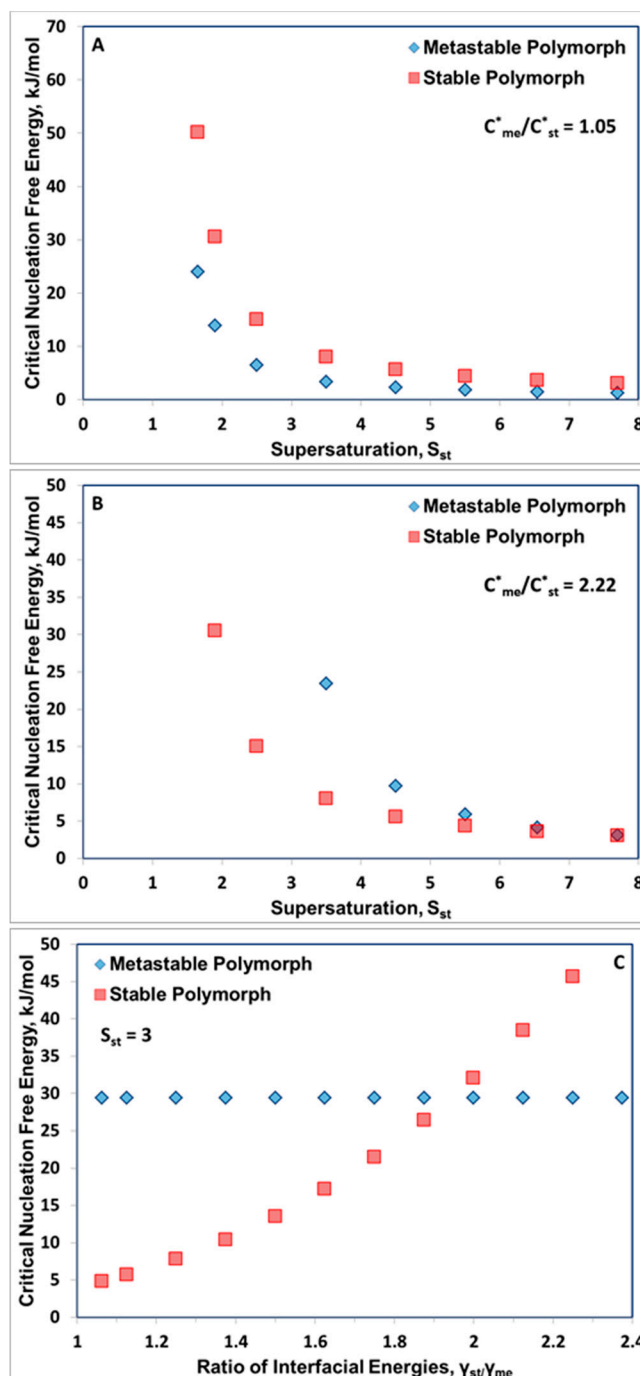 A
Metastable Polymorph
Stable Polymorph
C*me/C*st = 1.05
Critical Nucleation Free Energy, kJ/mol
70
60
50
40
30
20
10
0
0 1 2 3 4 5 6 7 8
Supersaturation, Sst
B
Metastable Polymorph
Stable Polymorph
C*me/C*st = 2.22
Critical Nucleation Free Energy, kJ/mol
50
45
40
35
30
25
20
15
10
5
0
0 1 2 3 4 5 6 7 8
Supersaturation, Sst
C
Metastable Polymorph
Stable Polymorph
Sst = 3
Critical Nucleation Free Energy, kJ/mol
50
45
40
35
30
25
20
15
10
5
0
1 1.2 1.4 1.6 1.8 2 2.2 2.4
Ratio of Interfacial Energies, γst/γme